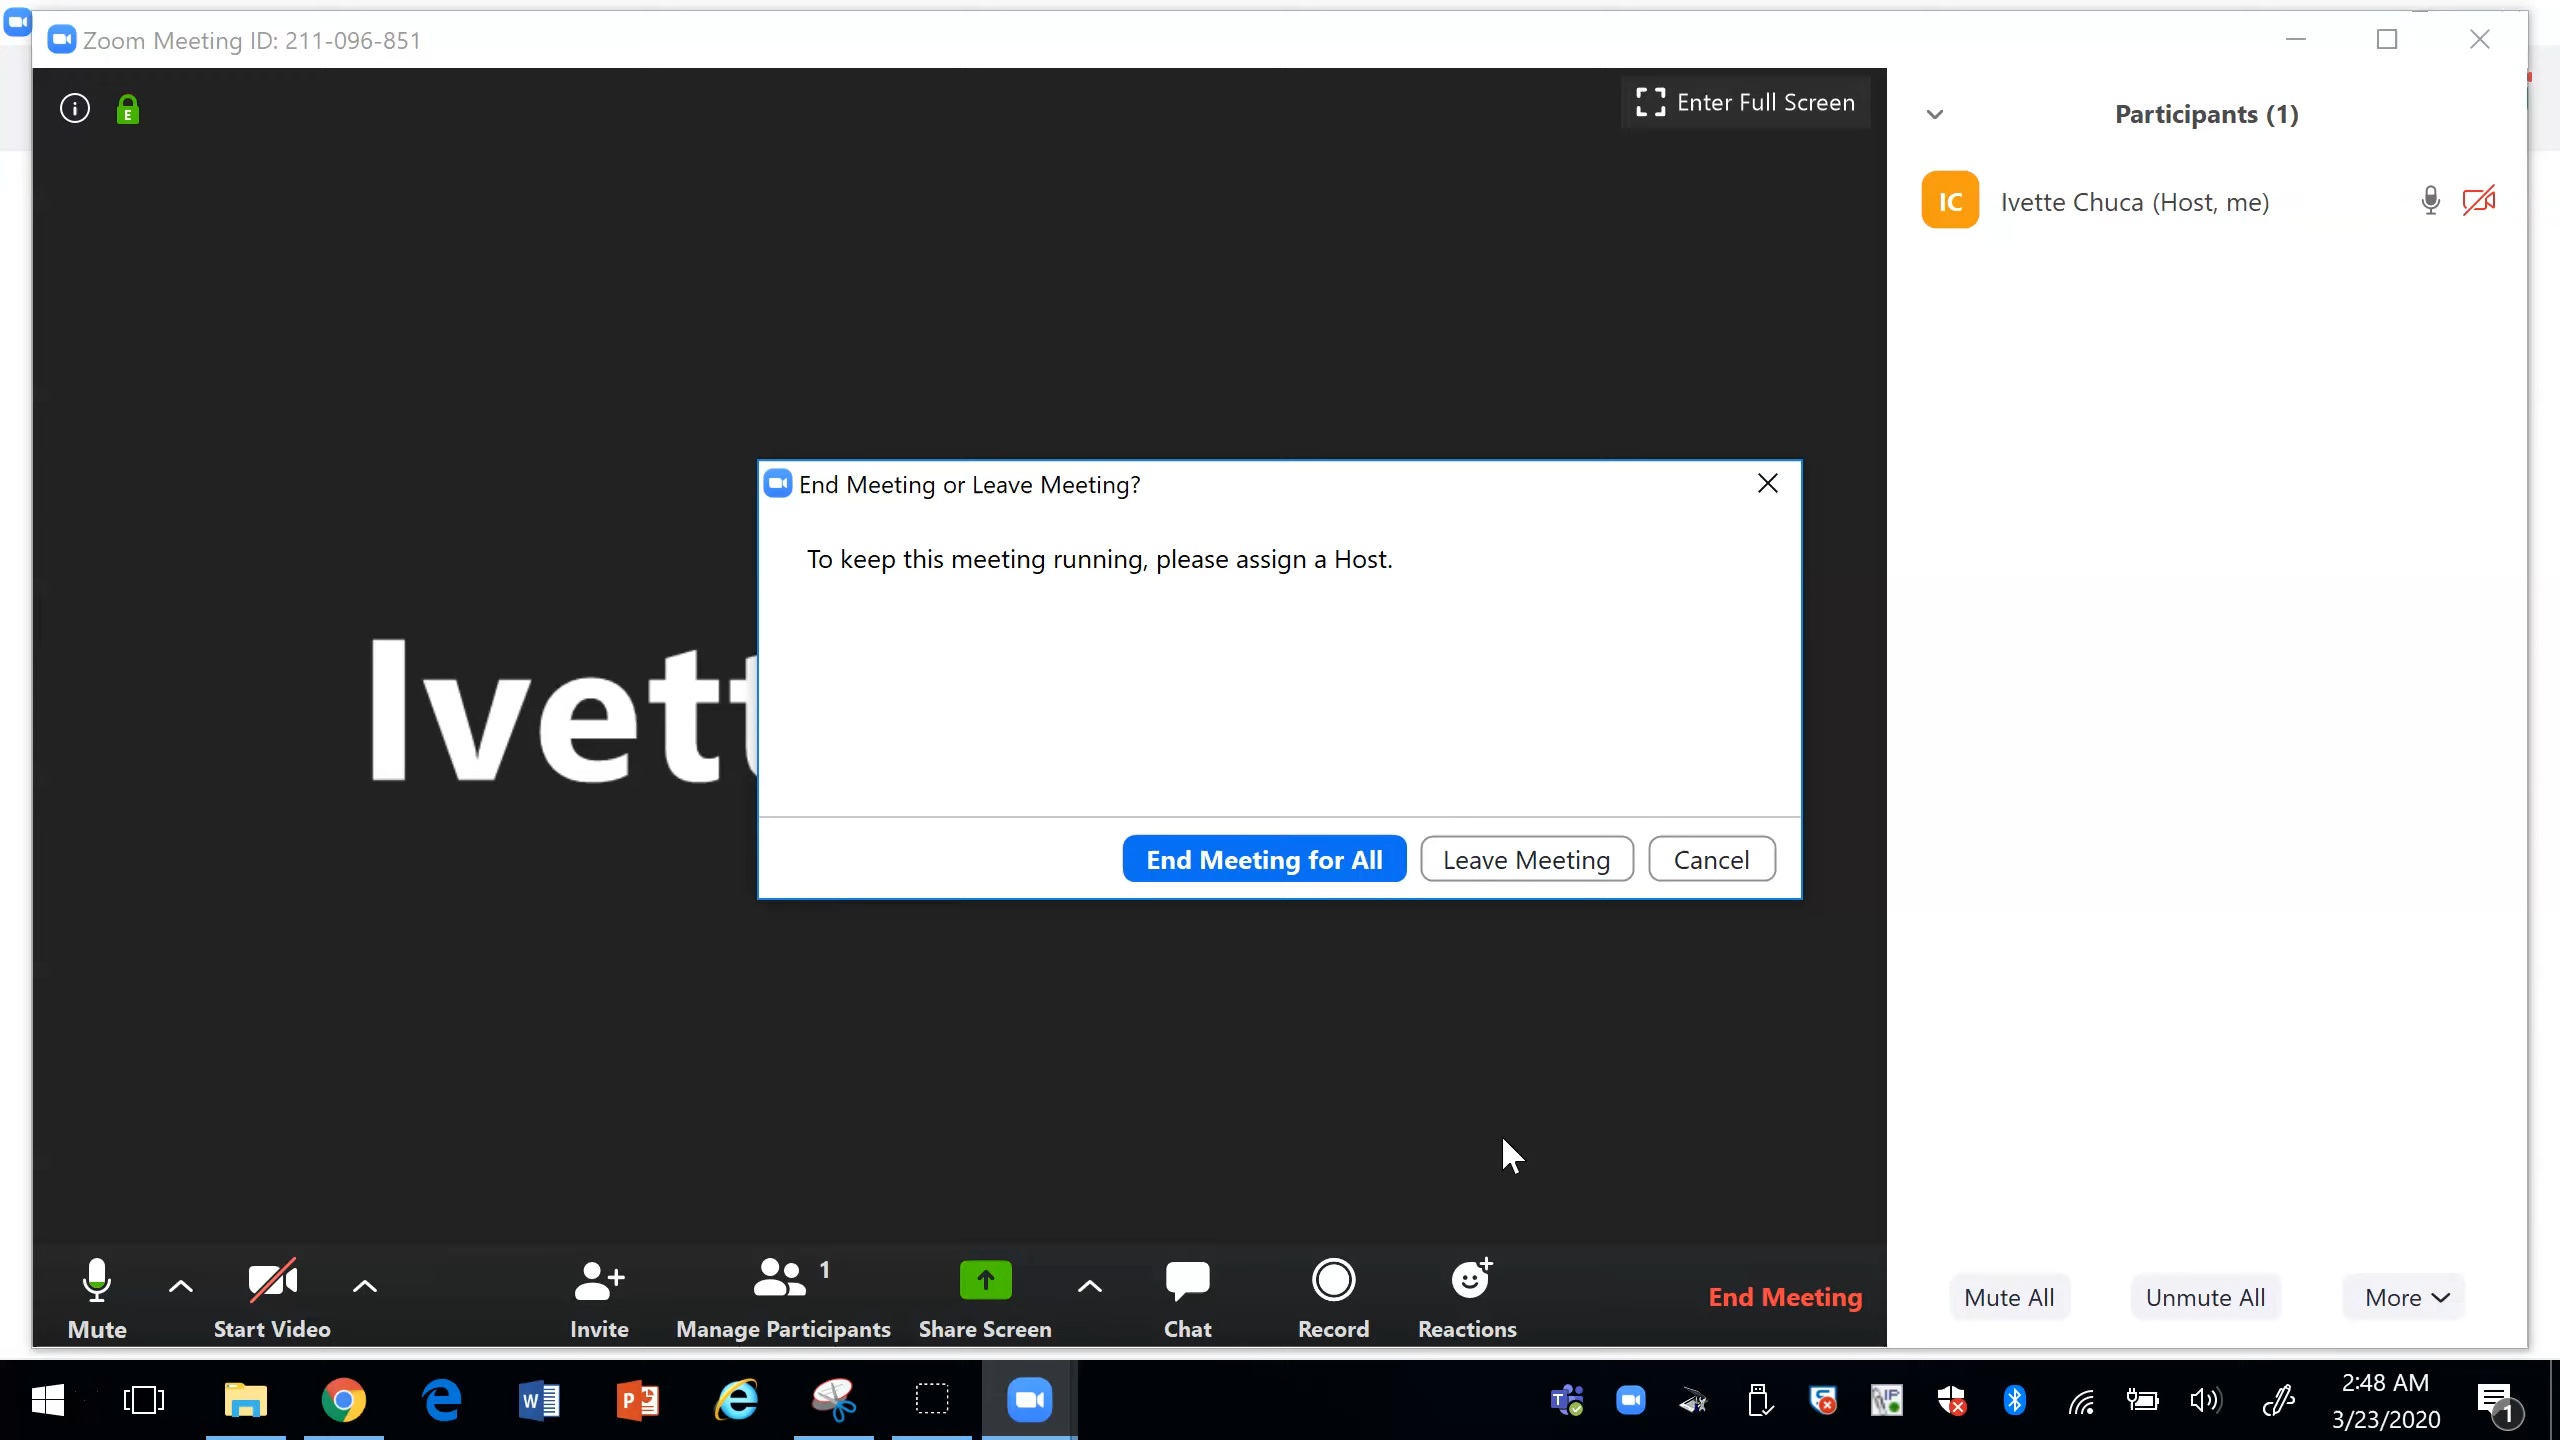 Zoom Meeting ID: 211-096-851
E
Enter Full Screen
Participants (1)
IC Ivette Chuca (Host, me)
End Meeting or Leave Meeting?
To keep this meeting running, please assign a Host.
Ivett
End Meeting for All Leave Meeting Cancel
1
Mute Start Video Invite Manage Participants Share Screen Chat Record Reactions End Meeting
Mute All Unmute All More
2:48 AM
3/23/2020
1